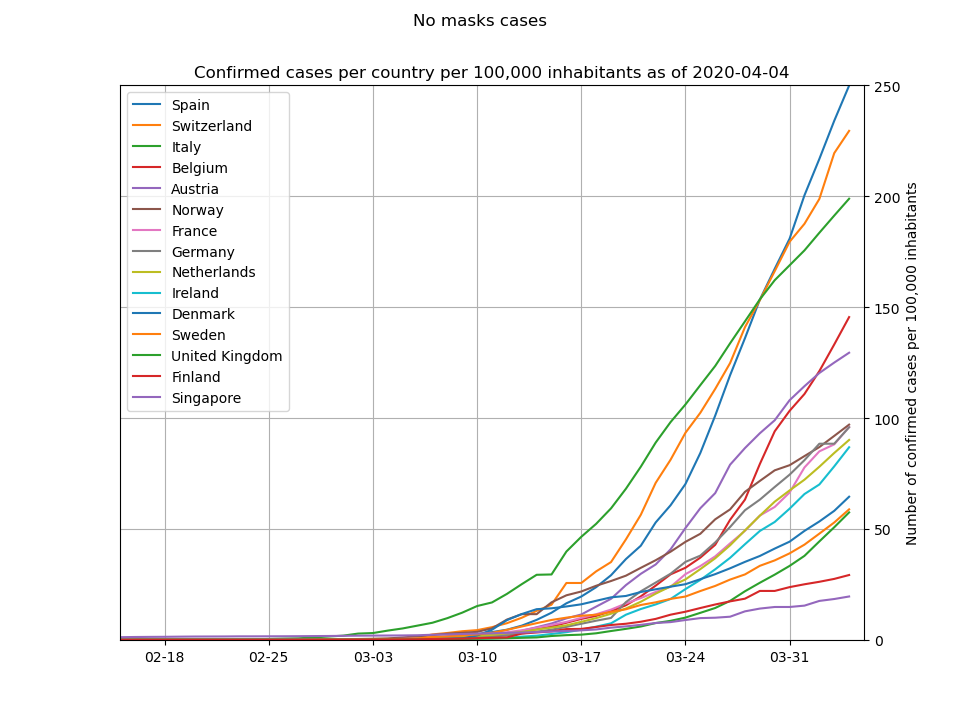 No masks cases
Confirmed cases per country per 100,000 inhabitants as of 2020-04-04
Spain
Switzerland
Italy
Belgium
Austria
Norway
France
Germany
Netherlands
Ireland
Denmark
Sweden
United Kingdom
Finland
Singapore
250
200
150
100
50
0
Number of confirmed cases per 100,000 inhabitants
02-18
02-25
03-03
03-10
03-17
03-24
03-31